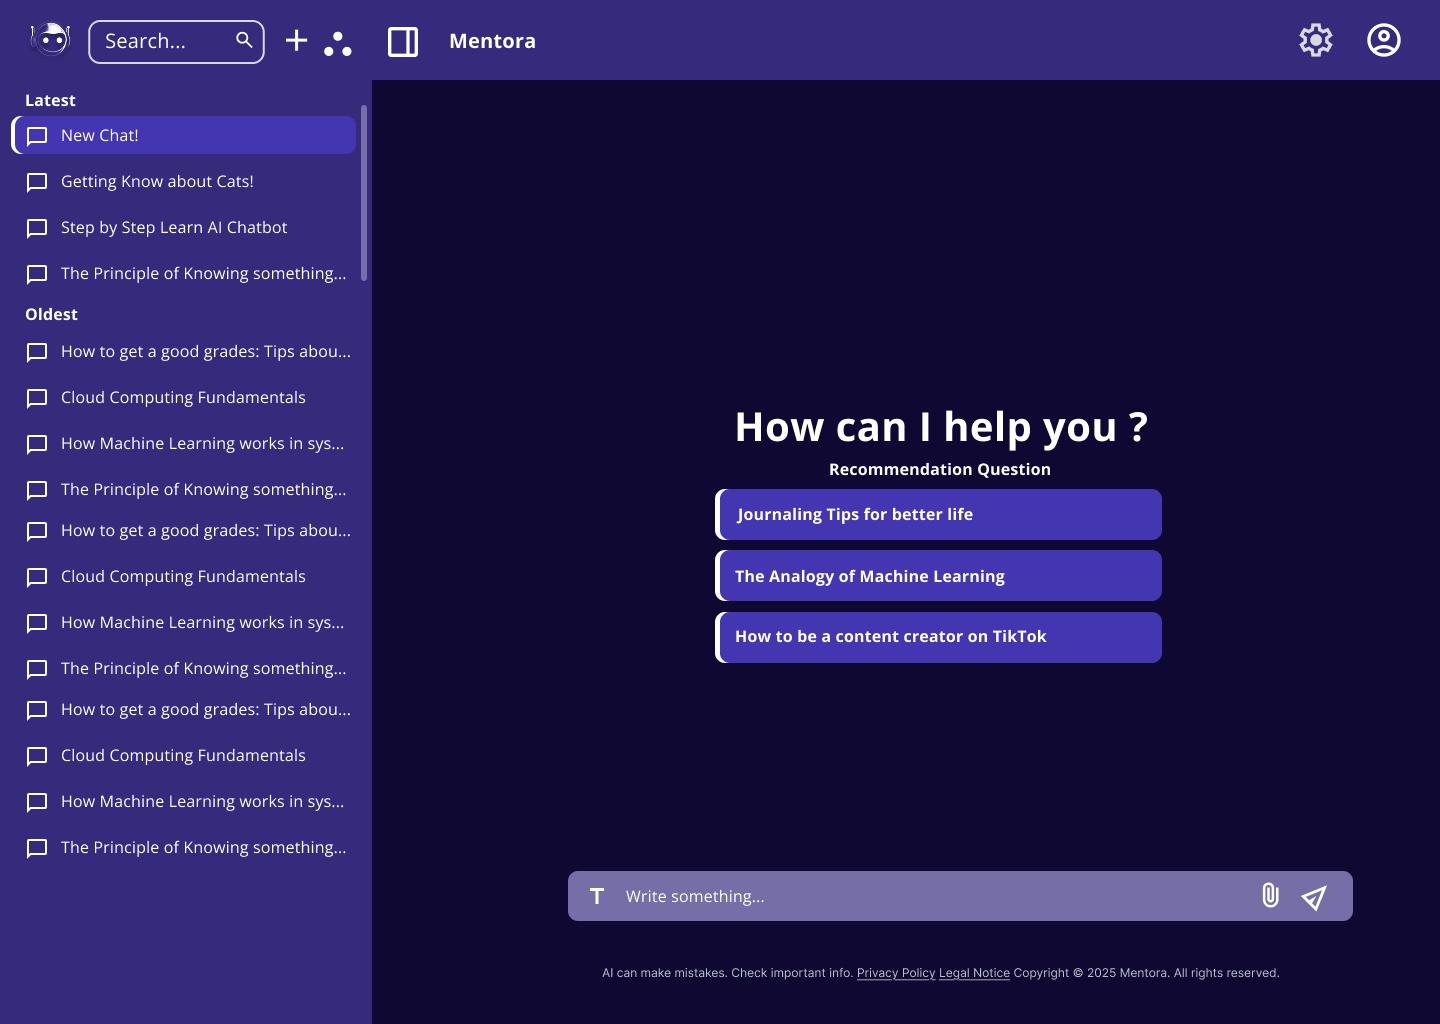 Search...
Mentora
Latest
New Chat!
Getting Know about Cats!
Step by Step Learn AI Chatbot
The Principle of Knowing something...
Oldest
How to get a good grades: Tips abou...
Cloud Computing Fundamentals
How Machine Learning works in sys...
The Principle of Knowing something...
How to get a good grades: Tips abou...
Cloud Computing Fundamentals
How Machine Learning works in sys...
The Principle of Knowing something...
How to get a good grades: Tips abou...
Cloud Computing Fundamentals
How Machine Learning works in sys...
The Principle of Knowing something...
How can I help you ?
Recommendation Question
Journaling Tips for better life
The Analogy of Machine Learning
How to be a content creator on TikTok
T Write something...
AI can make mistakes. Check important info. Privacy Policy Legal Notice Copyright © 2025 Mentora. All rights reserved.